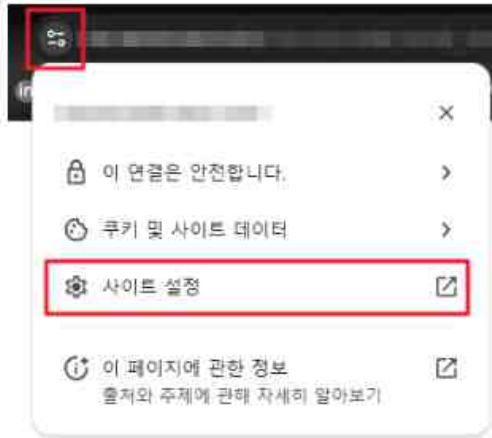 이 연결은 안전합니다.
쿠키 및 사이트 데이터
사이트 설정
이 페이지에 관한 정보
출처와 주제에 관해 자세히 알아보기